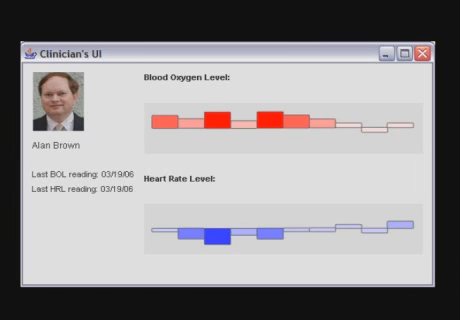 Clinician's UI
Blood Oxygen Level:
Alan Brown
Last BOL reading: 03/19/06
Last HRL reading: 03/19/06
Heart Rate Level: